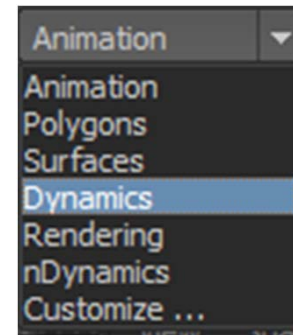 Animation
Animation
Polygons
Surfaces
Dynamics
Rendering
nDynamics
Customize ...